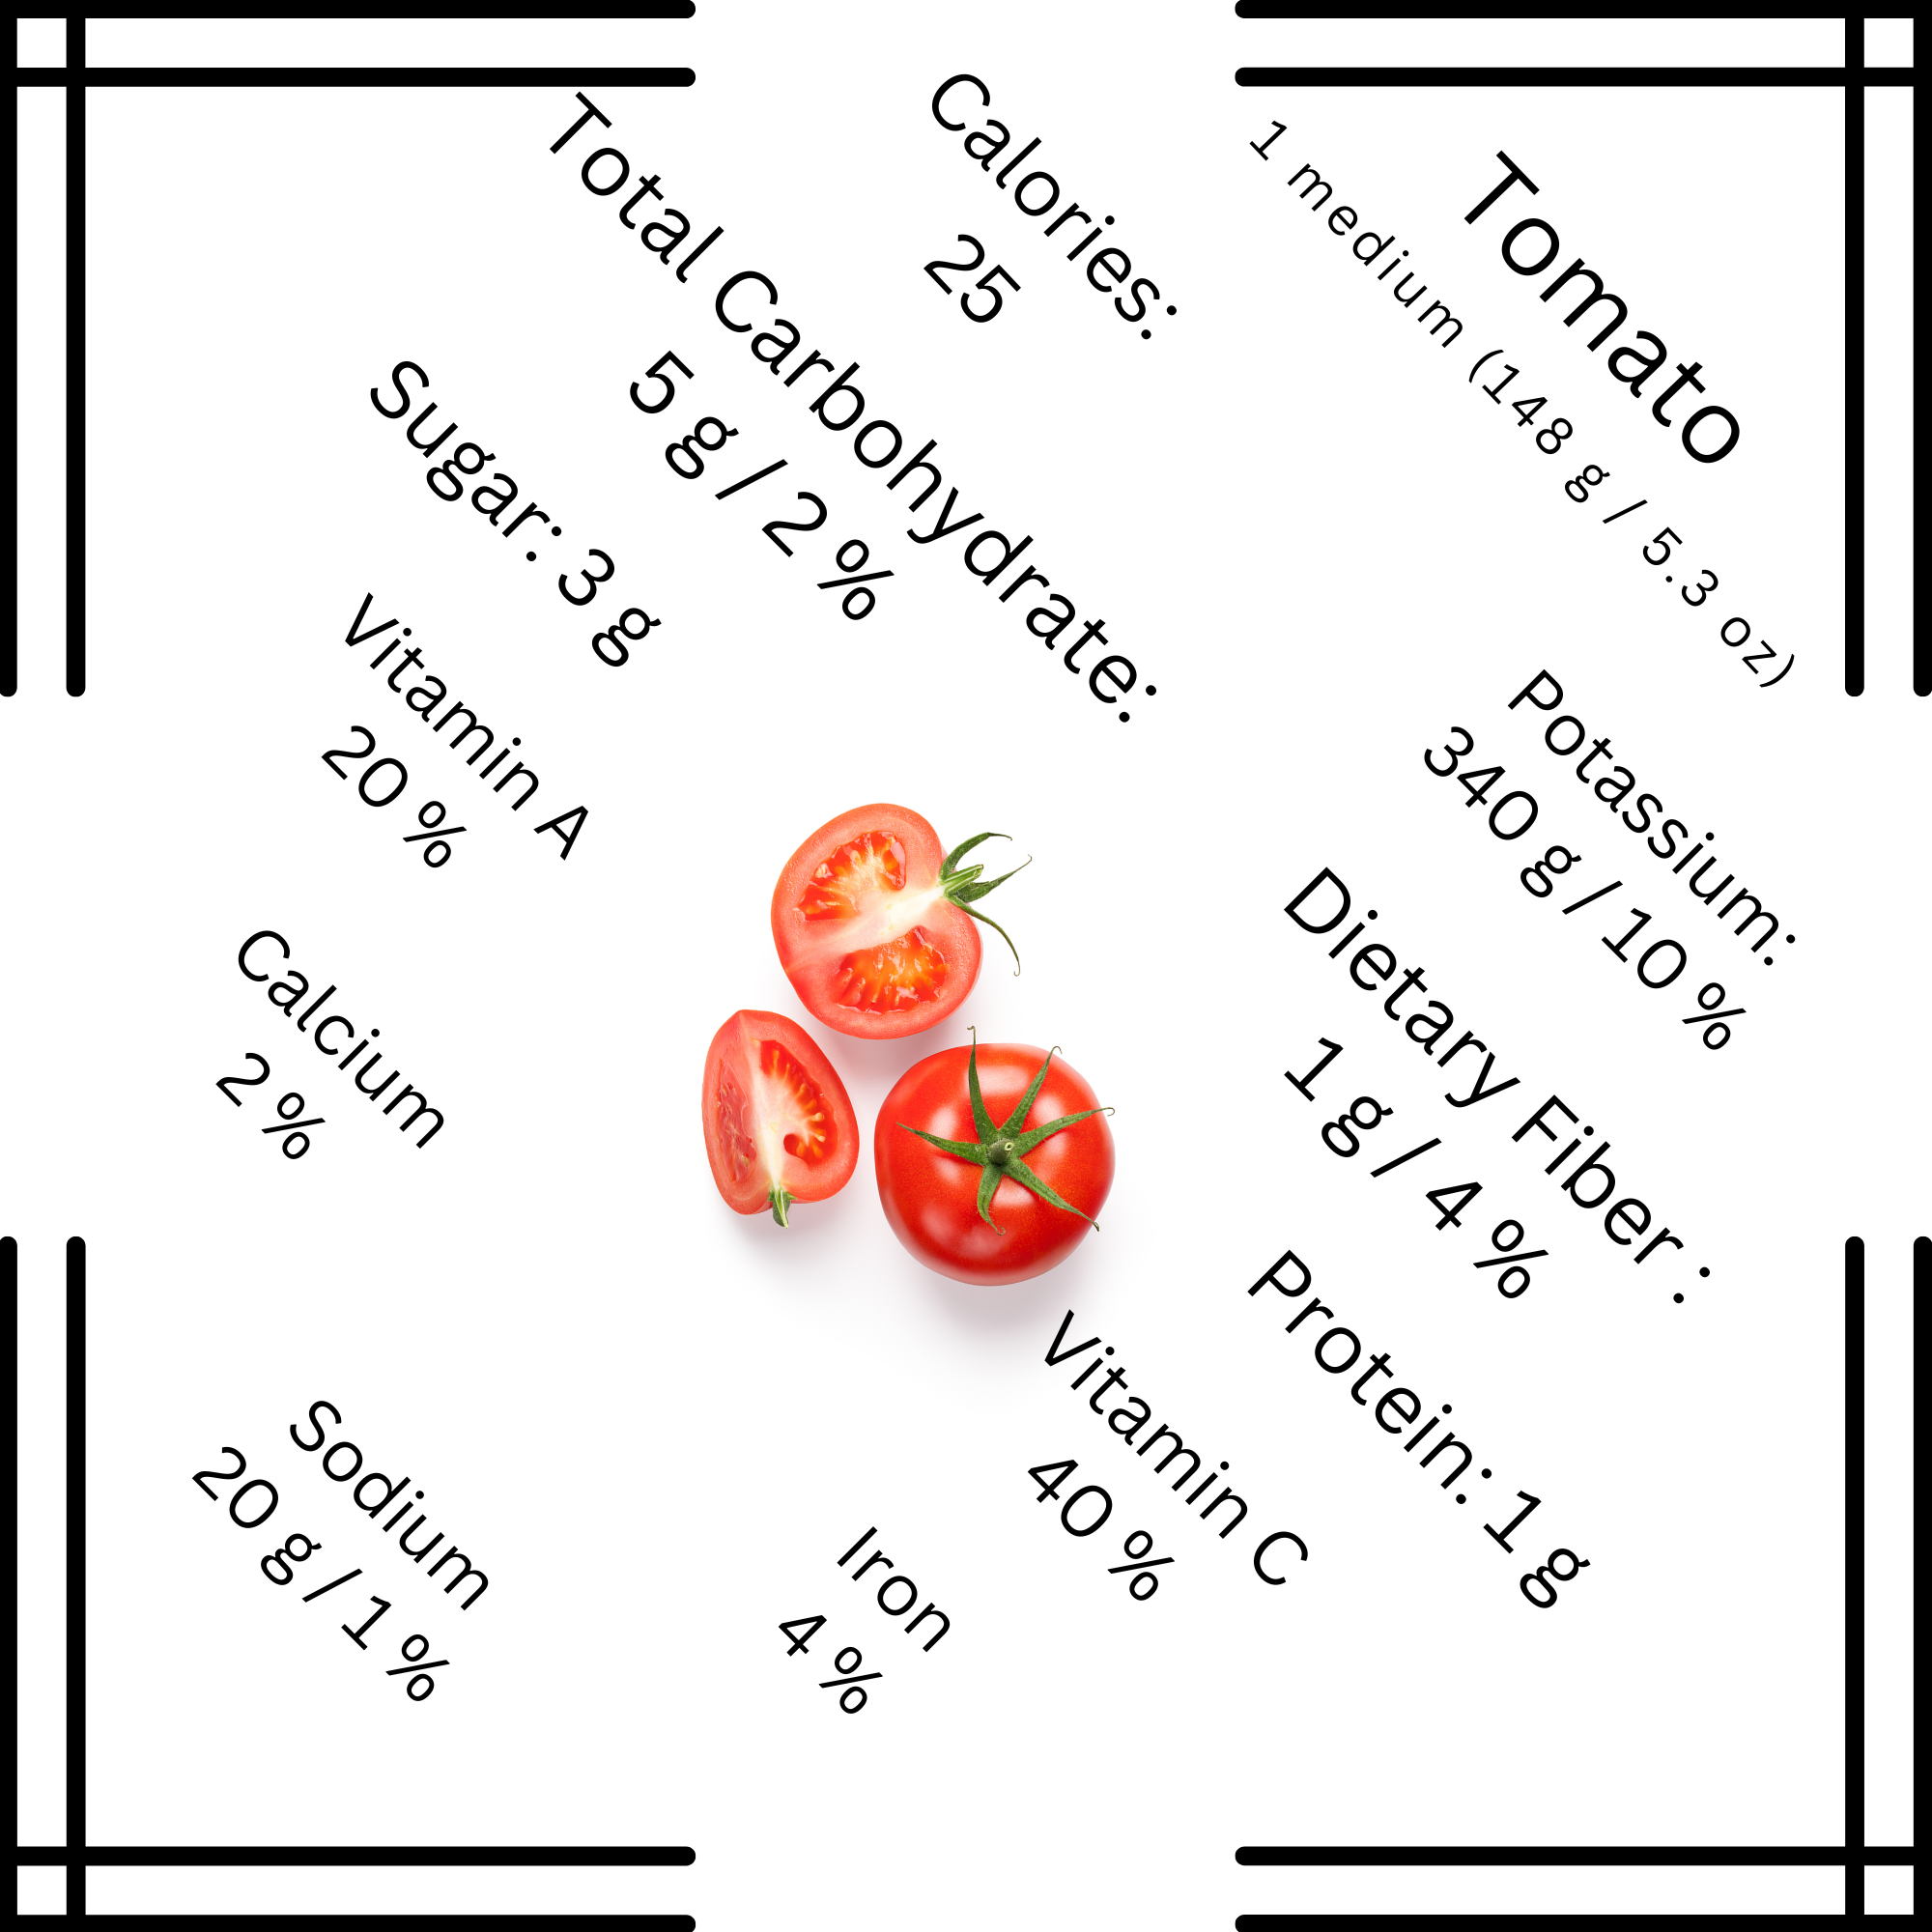 Tomato
1 medium (148 g / 5.3 oz)
Calories:
25
Total Carbohydrate:
5 g / 2 %
Sugar: 3 g
Potassium:
340 g / 10 %
Dietary Fiber :
1 g / 4 %
Protein: 1 g
Vitamin A
20 %
Calcium
2 %
Vitamin C
40 %
Iron
4 %
Sodium
20 g / 1 %